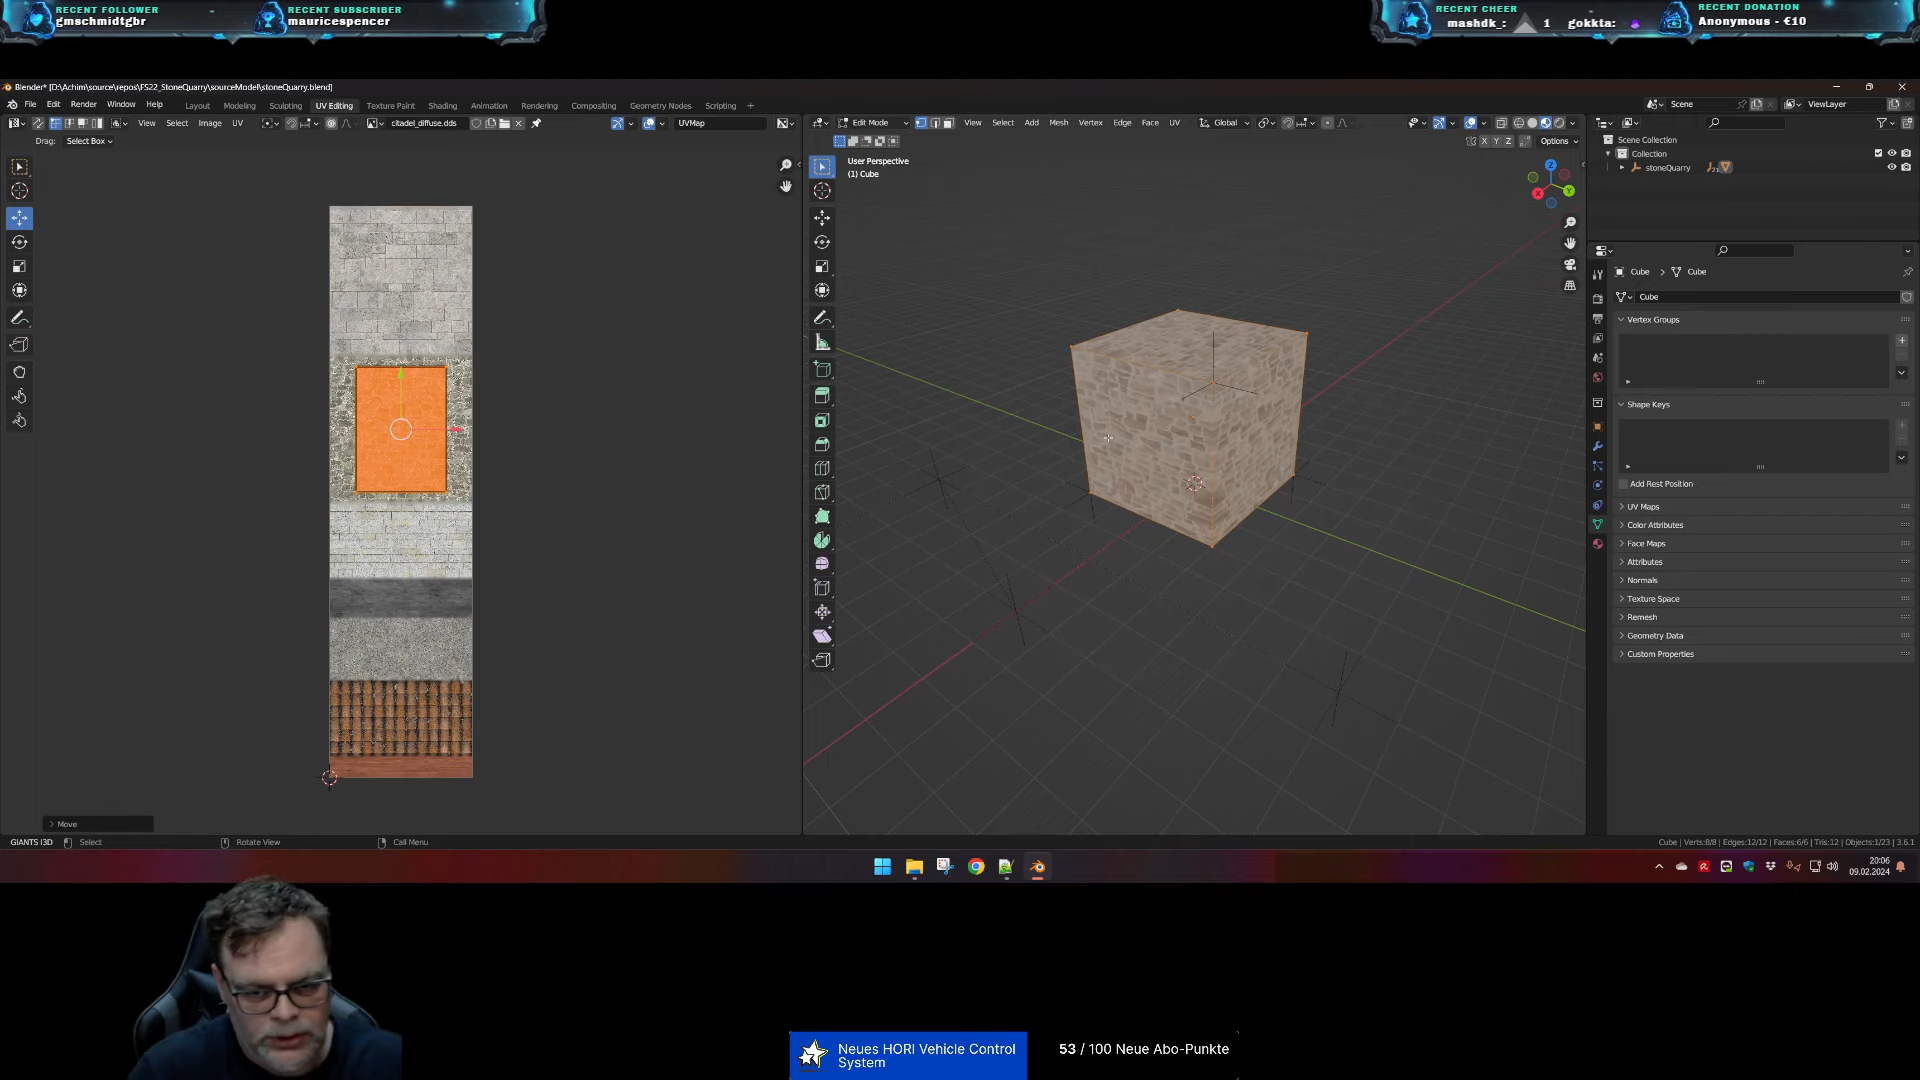 RECENT FOLLOWER
gmschmidtgbr
RECENT SUBSCRIBER
mauricespencer
RECENT CHEER
mashdk_: 1 gokkta:
RECENT DONATION
Anonymous - €10
Blender* [D:\Achim\source\repos\FS22_StoneQuarry\sourceModel\stoneQuarry.blend]
File Edit Render Window Help
Layout Modeling Sculpting UV Editing Texture Paint Shading Animation Rendering Compositing Geometry Nodes Scripting +
Scene
ViewLayer
View Select Image UV
citadel_diffuse.dds
UVMap
Edit Mode
View Select Add Mesh Vertex Edge Face UV
Global
Drag: Select Box
X Y Z
Options
User Perspective
(1) Cube
Z
Y
X
Scene Collection
Collection
stoneQuarry
21
Cube > Cube
Cube
Vertex Groups
Shape Keys
Add Rest Position
UV Maps
Color Attributes
Face Maps
Attributes
Normals
Texture Space
Remesh
Geometry Data
Custom Properties
> Move
GIANTS I3D
Select
Rotate View
Call Menu
Cube | Verts:8/8 | Edges:12/12 | Faces:6/6 | Tris:12 | Objects:1/23 | 3.6.1
20:06
09.02.2024
Neues HORI Vehicle Control
System
53 / 100 Neue Abo-Punkte